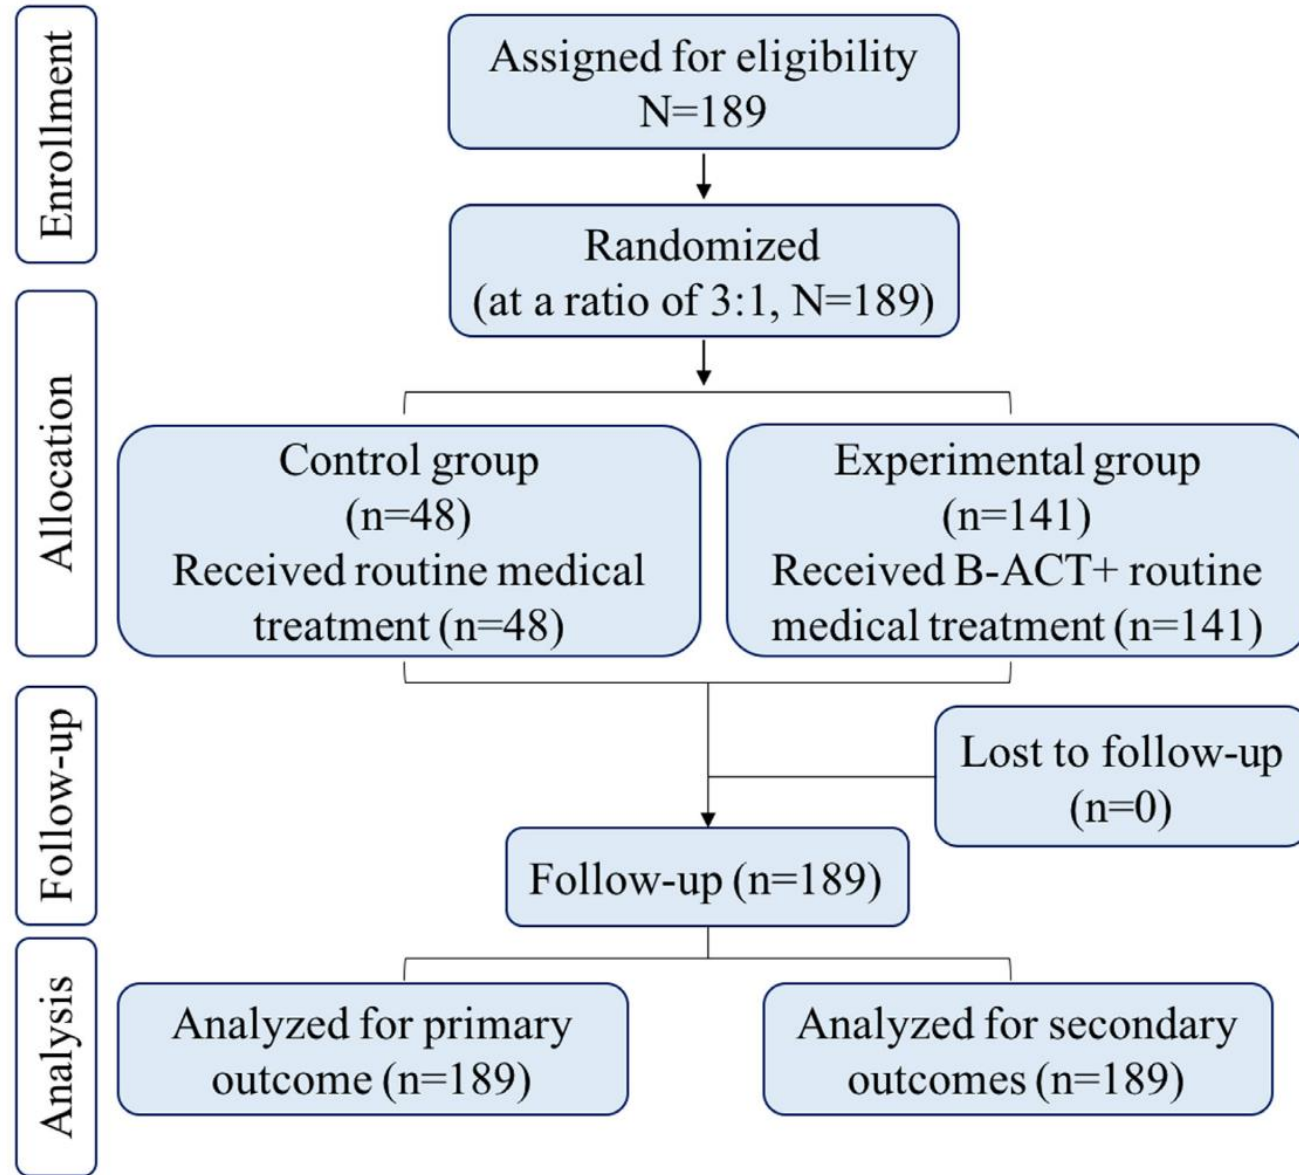 Enrollment
Assigned for eligibility
N=189
Randomized
(at a ratio of 3:1, N=189)
Allocation
Control group
(n=48)
Received routine medical
treatment (n=48)
Experimental group
(n=141)
Received B-ACT+ routine
medical treatment (n=141)
Follow-up
Lost to follow-up
(n=0)
Follow-up (n=189)
Analysis
Analyzed for primary
outcome (n=189)
Analyzed for secondary
outcomes (n=189)